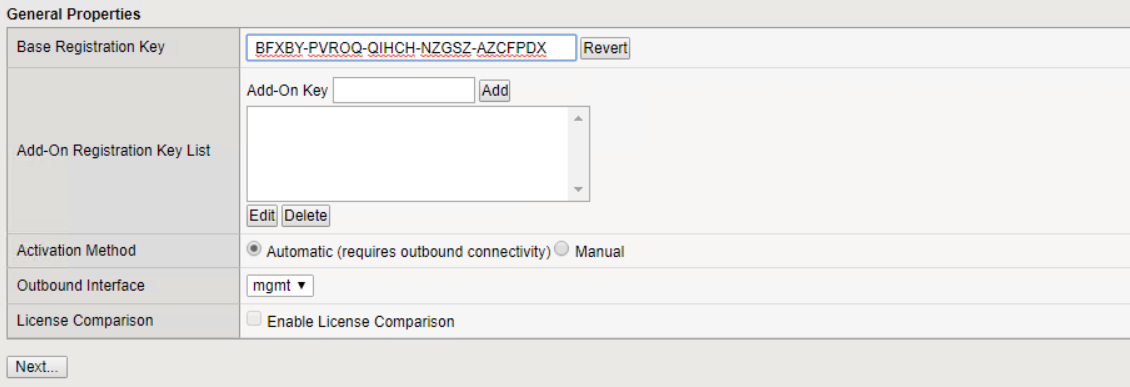 General Properties
Base Registration Key
BFXBY-PVROQ-QIHCH-NZGSZ-AZCFPDX Revert
Add-On Registration Key List
Add-On Key Add
Edit Delete
Activation Method
Automatic (requires outbound connectivity) Manual
Outbound Interface
mgmt
License Comparison
Enable License Comparison
Next...